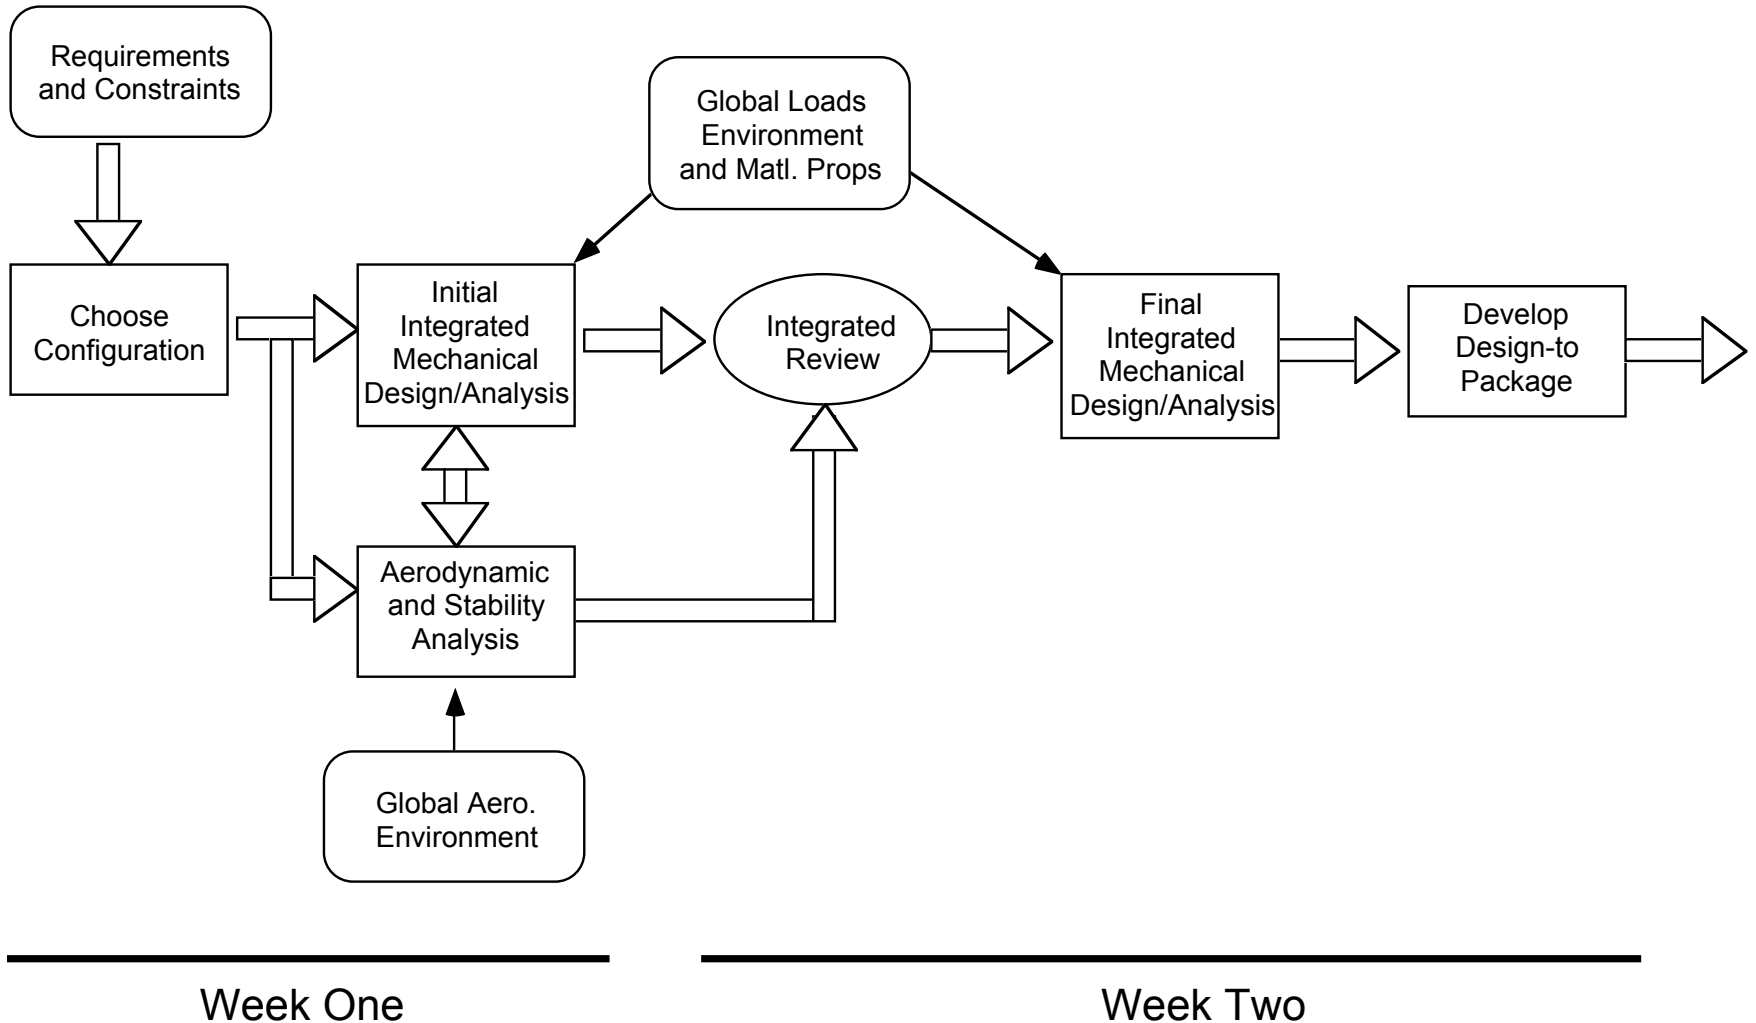 Requirements
and Constraints
Global Loads
Environment
and Matl. Props
Choose
Configuration
Initial
Integrated
Mechanical
Design/Analysis
Integrated
Review
Final
Integrated
Mechanical
Design/Analysis
Develop
Design-to
Package
Aerodynamic
and Stability
Analysis
Global Aero.
Environment
Week One
Week Two